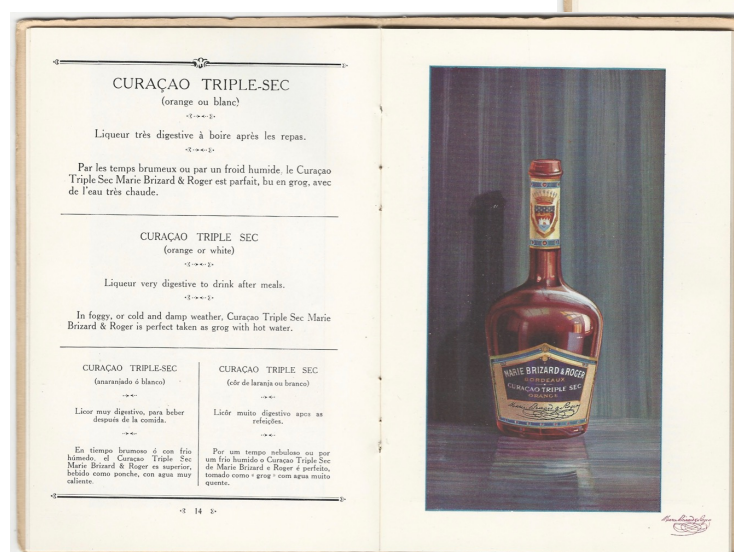 CURAÇAO TRIPLE-SEC
(orange ou blanc)
Liqueur très digestive à boire après les repas.
Par les temps brumeux ou par un froid humide, le Curaçao
Triple Sec Marie Brizard & Roger est parfait, bu en grog, avec
de l'eau très chaude.
CURAÇAO TRIPLE SEC
(orange or white)
Liqueur very digestive to drink after meals.
In foggy, or cold and damp weather, Curaçao Triple Sec Marie
Brizard & Roger is perfect taken as grog with hot water.
CURAÇAO TRIPLE-SEC
(anaranjado ó blanco)
Licor muy digestivo, para beber
después de la comida.
En tiempo brumoso ó con frio
húmedo, el Curaçao Triple Sec
Marie Brizard & Roger es superior,
bebido como ponche, con agua muy
caliente.
CURAÇAO TRIPLE SEC
(côr de laranja ou branco)
Licôr muito digestivo apos as
refeições.
Por um tempo nebuloso ou por
um frio humido o Curaçao Triple Sec
de Marie Brizard e Roger é perfeito,
tomado como « grog » com agua muito
quente.
14
MARIE BRIZARD & ROGER
BORDEAUX
CURAÇAO TRIPLE SEC
ORANGE
Marie Brizard & Roger
Marie Brizard & Roger